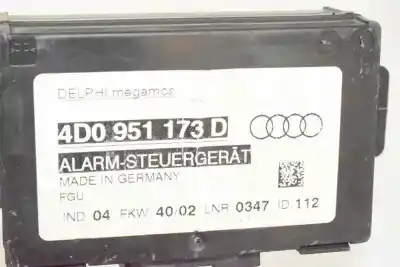 DELPHI megamos
4D0 951 173 D
ALARM-STEUERGERÄT
MADE IN GERMANY
FGU
IND 04 FKW 40/02 LNR 0347 ID 112